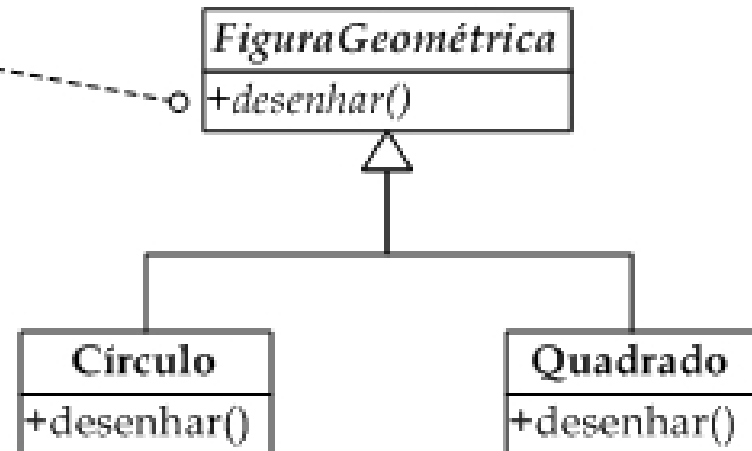 FiguraGeométrica
+desenhar()
Círculo
+desenhar()
Quadrado
+desenhar()